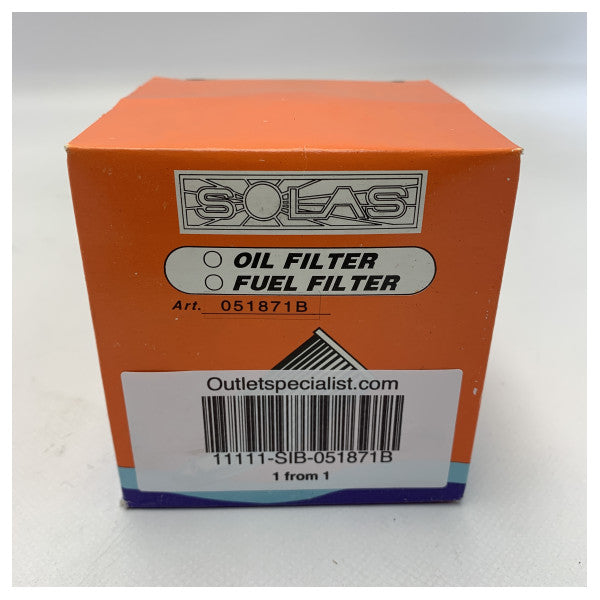 SOLAS
OIL FILTER
FUEL FILTER
Art. 051871B
Outletspecialist.com
11111-SIB-051871B
1 from 1